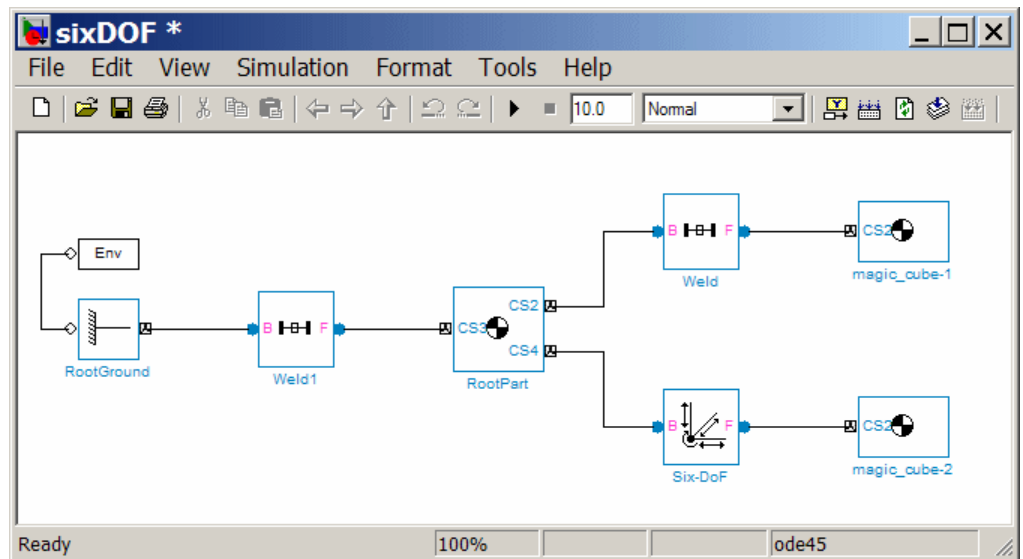 sixDOF *
File Edit View Simulation Format Tools Help
10.0 Normal
Env
RootGround
B F
Weld1
CS3 CS2
CS4
RootPart
B F
Weld
CS2
magic_cube-1
B F
Six-DoF
CS2
magic_cube-2
Ready 100% ode45